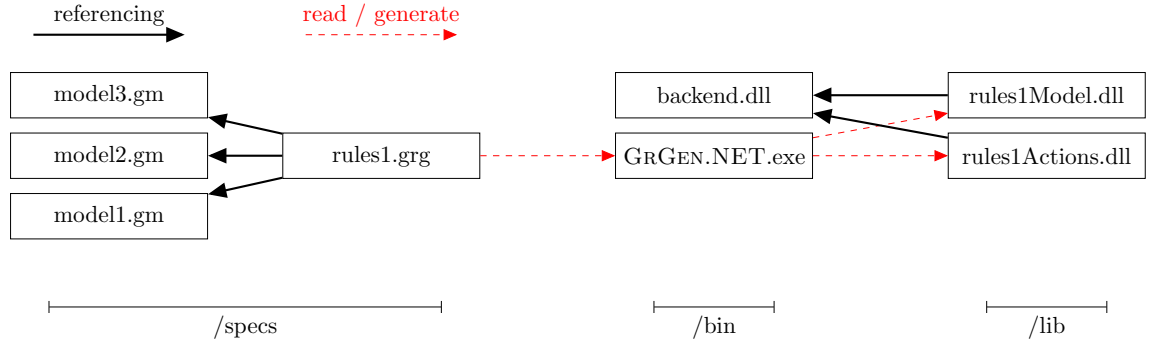 referencing
read / generate
model3.gm
backend.dll
rules1Model.dll
model2.gm
rules1.grg
GRGEN.NET.exe
rules1Actions.dll
model1.gm
/specs
/bin
/lib